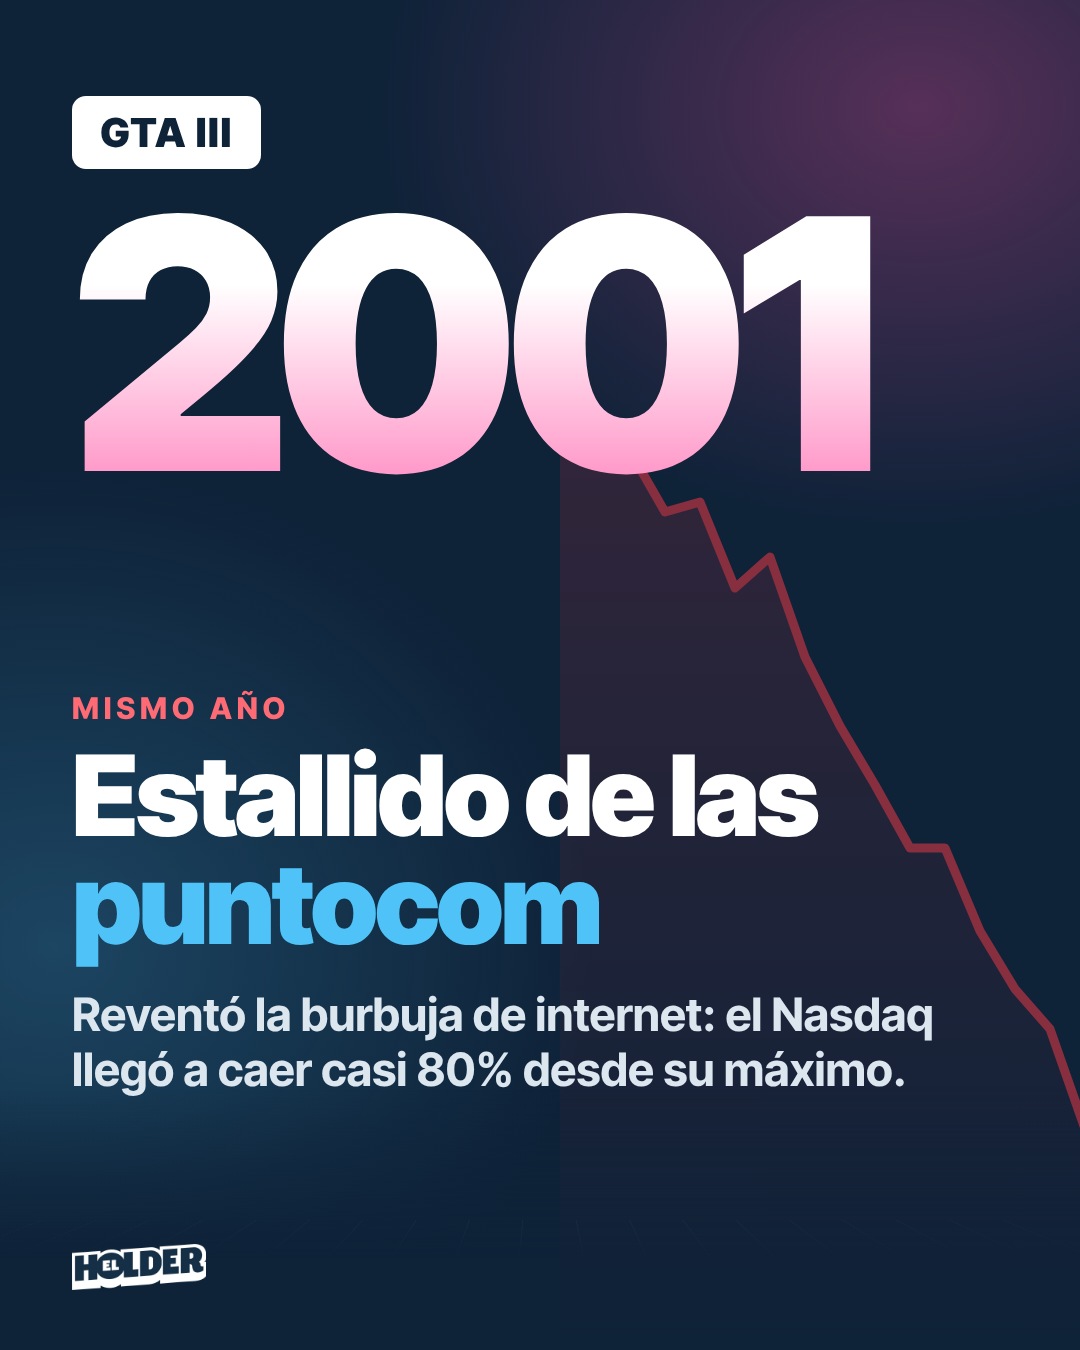 GTA III
2001
MISMO AÑO
Estallido de las
puntocom
Reventó la burbuja de internet: el Nasdaq
llegó a caer casi 80% desde su máximo.
EL HOLDER